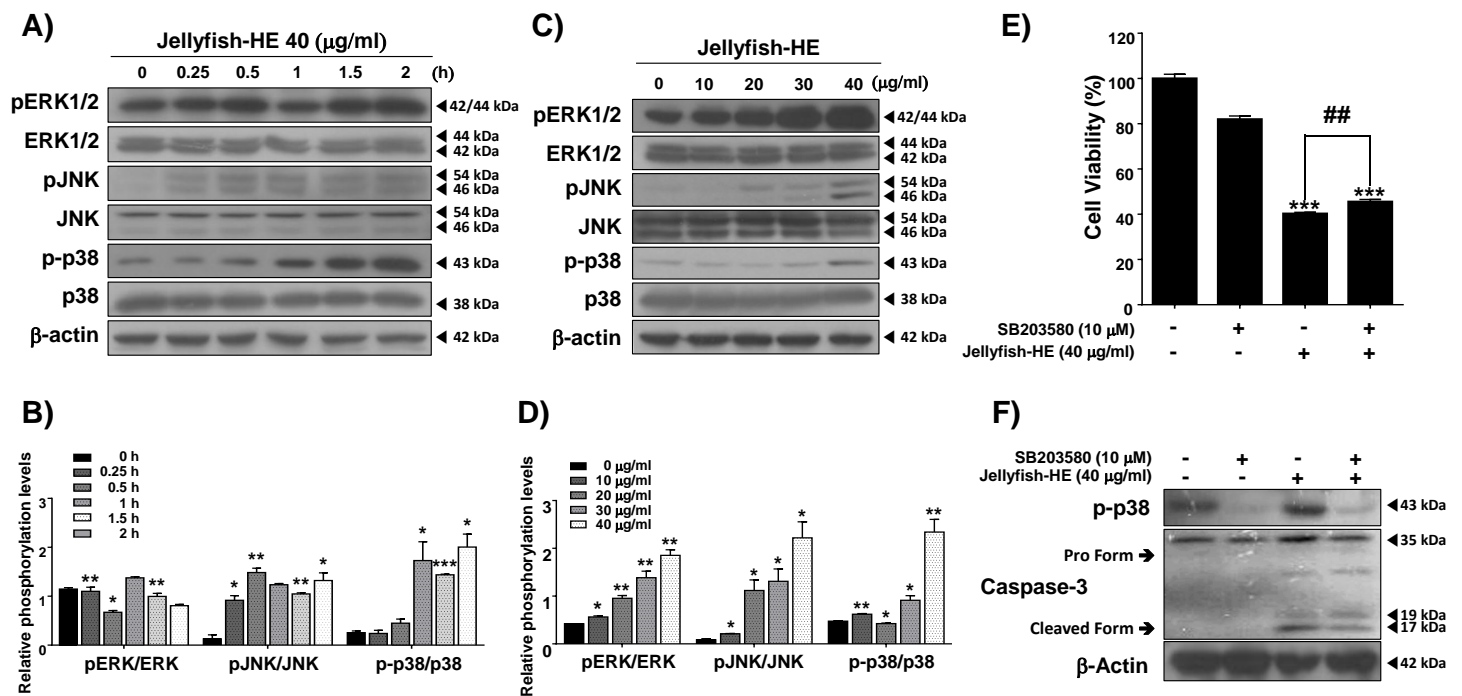 A)
Jellyfish-HE 40 (μg/ml)
0 0.25 0.5 1 1.5 2 (h)
pERK1/2 ◄42/44 kDa
ERK1/2 ◄44 kDa
◄42 kDa
pJNK ◄54 kDa
◄46 kDa
JNK ◄54 kDa
◄46 kDa
p-p38 ◄43 kDa
p38 ◄38 kDa
β-actin ◄42 kDa
B)
Relative phosphorylation levels
0 h
0.25 h
0.5 h
1 h
1.5 h
2 h
3
2
1
0
** * ** * ** ** * * *** *
pERK/ERK pJNK/JNK p-p38/p38
C)
Jellyfish-HE
0 10 20 30 40 (μg/ml)
pERK1/2 ◄42/44 kDa
ERK1/2 ◄44 kDa
◄42 kDa
pJNK ◄54 kDa
◄46 kDa
JNK ◄54 kDa
◄46 kDa
p-p38 ◄43 kDa
p38 ◄38 kDa
β-actin ◄42 kDa
D)
Relative phosphorylation levels
0 μg/ml
10 μg/ml
20 μg/ml
30 μg/ml
40 μg/ml
3
2
1
0
* ** ** ** * * * * ** * * **
pERK/ERK pJNK/JNK p-p38/p38
E)
Cell Viability (%)
120
100
80
60
40
20
0
##
*** ***
SB203580 (10 μM) - + - +
Jellyfish-HE (40 μg/ml) - - + +
F)
SB203580 (10 μM) - + - +
Jellyfish-HE (40 μg/ml) - - + +
p-p38 ◄43 kDa
◄35 kDa
Pro Form ➔
Caspase-3
◄19 kDa
Cleaved Form ➔ ◄17 kDa
β-Actin ◄42 kDa